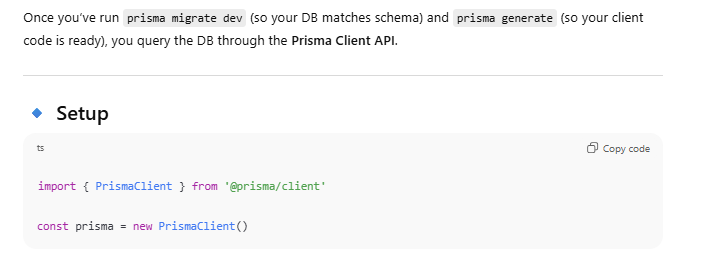 Once you’ve run prisma migrate dev (so your DB matches schema) and prisma generate (so your client
code is ready), you query the DB through the Prisma Client API.
Setup
ts
Copy code
import { PrismaClient } from '@prisma/client'
const prisma = new PrismaClient()